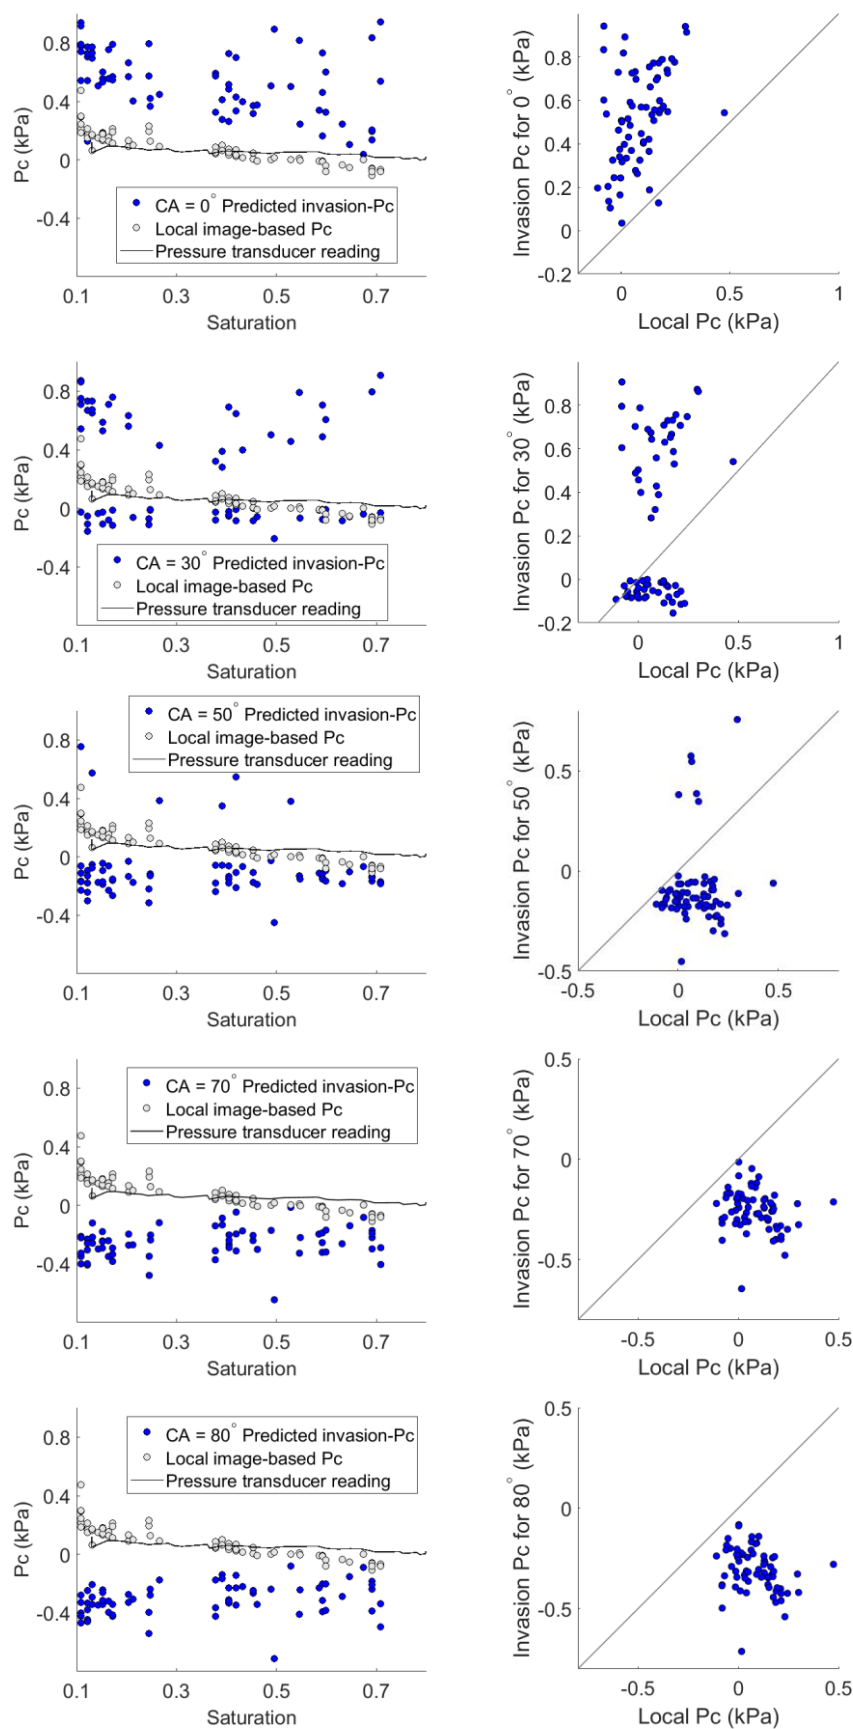 0.8
0.4
0
-0.4
Pc (kPa)
CA = 0° Predicted invasion-Pc
Local image-based Pc
Pressure transducer reading
0.1 0.3 0.5 0.7
Saturation
1
0.8
0.6
0.4
0.2
0
-0.2
Invasion Pc for 0° (kPa)
0 0.5 1
Local Pc (kPa)
0.8
0.4
0
-0.4
Pc (kPa)
CA = 30° Predicted invasion-Pc
Local image-based Pc
Pressure transducer reading
0.1 0.3 0.5 0.7
Saturation
1
0.8
0.6
0.4
0.2
0
-0.2
Invasion Pc for 30° (kPa)
0 0.5 1
Local Pc (kPa)
CA = 50° Predicted invasion-Pc
Local image-based Pc
Pressure transducer reading
0.8
0.4
0
-0.4
Pc (kPa)
0.1 0.3 0.5 0.7
Saturation
0.5
0
-0.5
Invasion Pc for 50° (kPa)
-0.5 0 0.5
Local Pc (kPa)
0.8
0.4
0
-0.4
Pc (kPa)
CA = 70° Predicted invasion-Pc
Local image-based Pc
Pressure transducer reading
0.1 0.3 0.5 0.7
Saturation
0.5
0
-0.5
Invasion Pc for 70° (kPa)
-0.5 0 0.5
Local Pc (kPa)
0.8
0.4
0
-0.4
Pc (kPa)
CA = 80° Predicted invasion-Pc
Local image-based Pc
Pressure transducer reading
0.1 0.3 0.5 0.7
Saturation
0.5
0
-0.5
Invasion Pc for 80° (kPa)
-0.5 0 0.5
Local Pc (kPa)